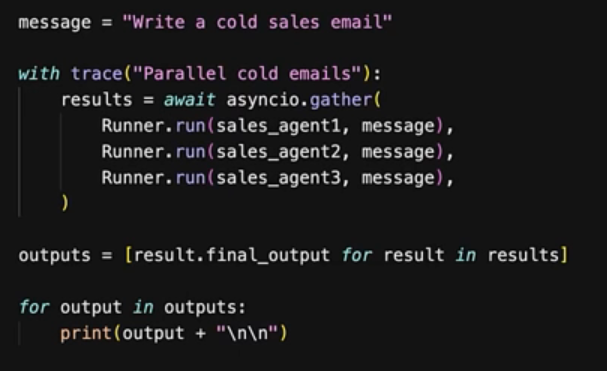 message = "Write a cold sales email"
with trace("Parallel cold emails"):
    results = await asyncio.gather(
        Runner.run(sales_agent1, message),
        Runner.run(sales_agent2, message),
        Runner.run(sales_agent3, message),
    )
outputs = [result.final_output for result in results]
for output in outputs:
    print(output + "\n\n")